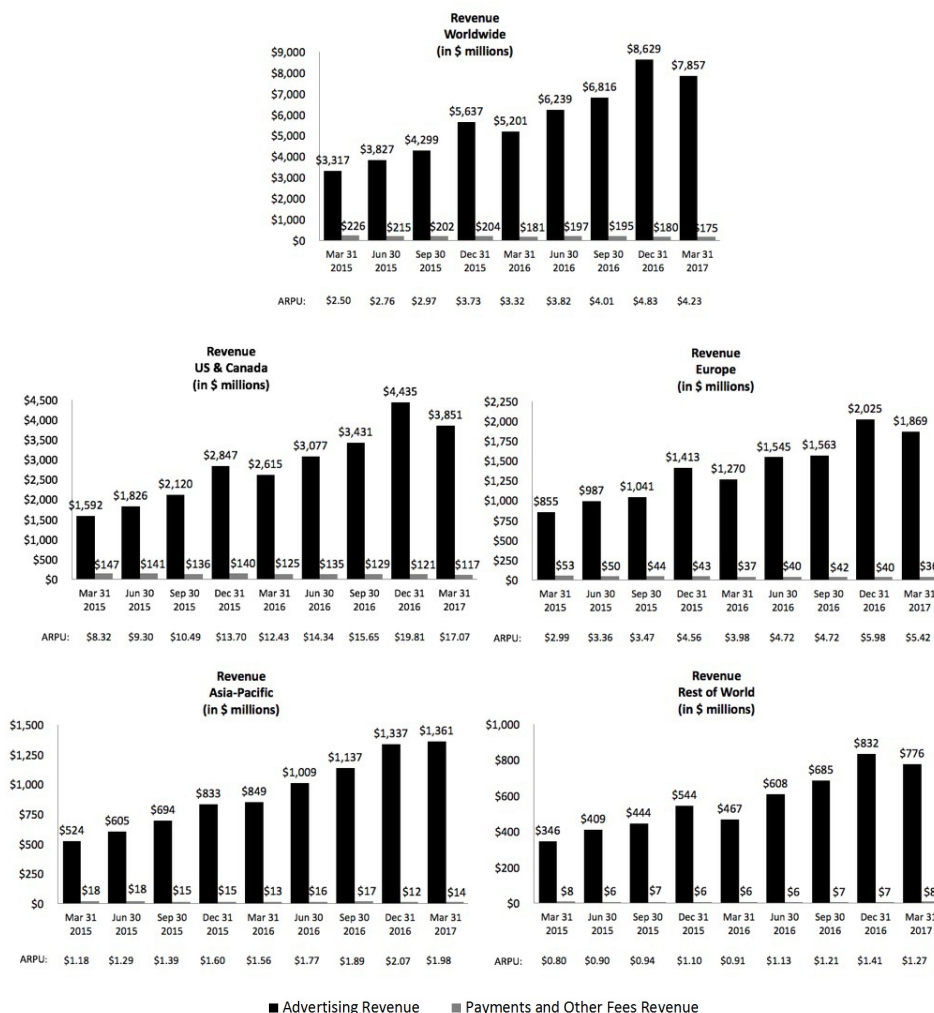 Revenue
Worldwide
(in $ millions)
$9,000
$8,000
$7,000
$6,000
$5,000
$4,000
$3,000
$2,000
$1,000
$0
$3,317 $3,827 $4,299 $5,637 $5,201 $6,239 $6,816 $8,629 $7,857
$226 $215 $202 $204 $181 $197 $195 $180 $175
Mar 31 Jun 30 Sep 30 Dec 31 Mar 31 Jun 30 Sep 30 Dec 31 Mar 31
2015 2015 2015 2015 2016 2016 2016 2016 2017
ARPU: $2.50 $2.76 $2.97 $3.73 $3.32 $3.82 $4.01 $4.83 $4.23
Revenue
US & Canada
(in $ millions)
$4,500
$4,000
$3,500
$3,000
$2,500
$2,000
$1,500
$1,000
$500
$0
$1,592 $1,826 $2,120 $2,847 $2,615 $3,077 $3,431 $4,435 $3,851
$147 $141 $136 $140 $125 $135 $129 $121 $117
Mar 31 Jun 30 Sep 30 Dec 31 Mar 31 Jun 30 Sep 30 Dec 31 Mar 31
2015 2015 2015 2015 2016 2016 2016 2016 2017
ARPU: $8.32 $9.30 $10.49 $13.70 $12.43 $14.34 $15.65 $19.81 $17.07
Revenue
Europe
(in $ millions)
$2,250
$2,000
$1,750
$1,500
$1,250
$1,000
$750
$500
$250
$0
$855 $987 $1,041 $1,413 $1,270 $1,545 $1,563 $2,025 $1,869
$53 $50 $44 $43 $37 $40 $42 $40 $36
Mar 31 Jun 30 Sep 30 Dec 31 Mar 31 Jun 30 Sep 30 Dec 31 Mar 31
2015 2015 2015 2015 2016 2016 2016 2016 2017
ARPU: $2.99 $3.36 $3.47 $4.56 $3.98 $4.72 $4.72 $5.98 $5.42
Revenue
Asia-Pacific
(in $ millions)
$1,500
$1,250
$1,000
$750
$500
$250
$0
$524 $605 $694 $833 $849 $1,009 $1,137 $1,337 $1,361
$18 $18 $15 $15 $13 $16 $17 $12 $14
Mar 31 Jun 30 Sep 30 Dec 31 Mar 31 Jun 30 Sep 30 Dec 31 Mar 31
2015 2015 2015 2015 2016 2016 2016 2016 2017
ARPU: $1.18 $1.29 $1.39 $1.60 $1.56 $1.77 $1.89 $2.07 $1.98
Revenue
Rest of World
(in $ millions)
$1,000
$800
$600
$400
$200
$0
$346 $409 $444 $544 $467 $608 $685 $832 $776
$8 $6 $7 $6 $6 $6 $7 $7 $8
Mar 31 Jun 30 Sep 30 Dec 31 Mar 31 Jun 30 Sep 30 Dec 31 Mar 31
2015 2015 2015 2015 2016 2016 2016 2016 2017
ARPU: $0.80 $0.90 $0.94 $1.10 $0.91 $1.13 $1.21 $1.41 $1.27
Advertising Revenue Payments and Other Fees Revenue